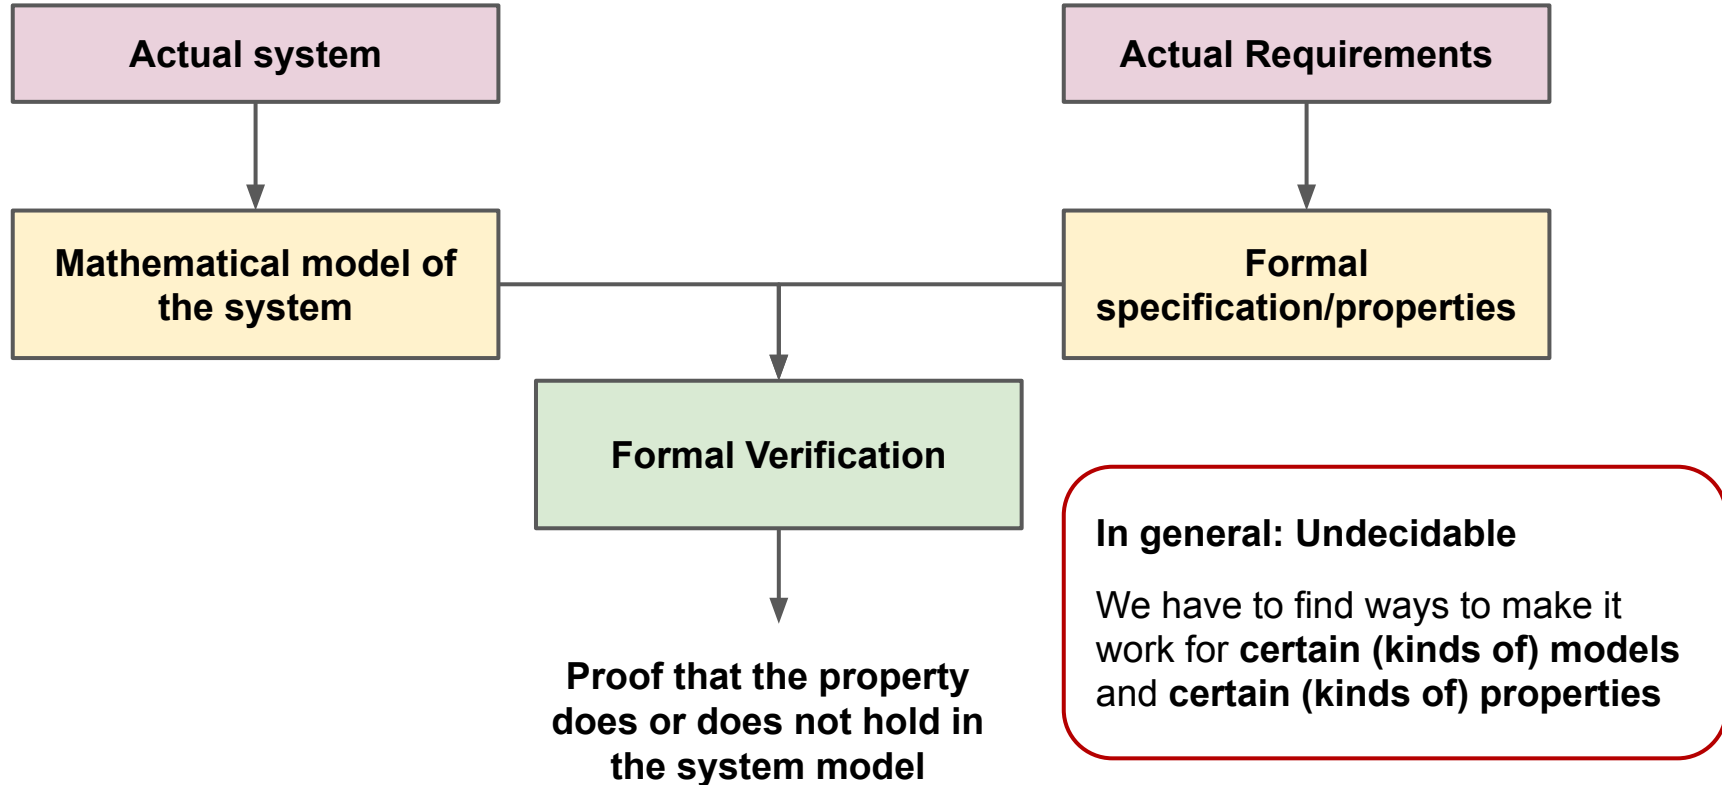 Actual system
Actual Requirements
Mathematical model of
the system
Formal
specification/properties
Formal Verification
In general: Undecidable
We have to find ways to make it
work for certain (kinds of) models
and certain (kinds of) properties
Proof that the property
does or does not hold in
the system model